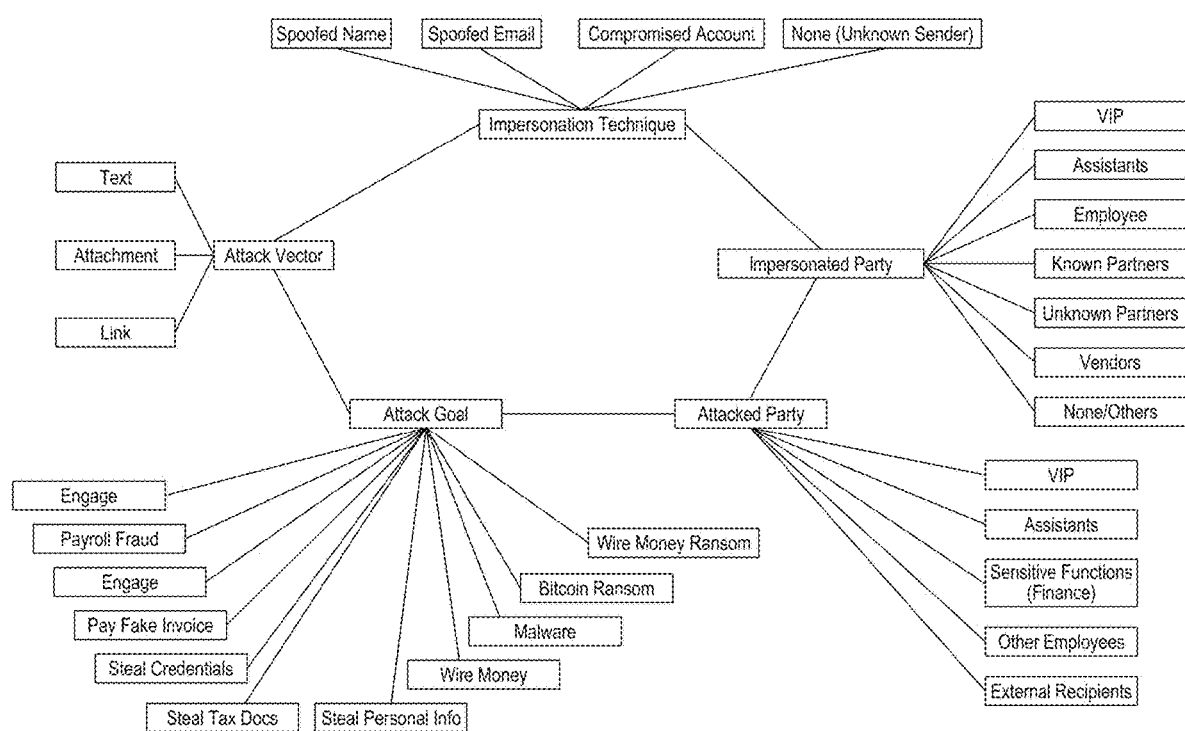 Spoofed Name
Spoofed Email
Compromised Account
None (Unknown Sender)
Impersonation Technique
VIP
Assistants
Employee
Known Partners
Unknown Partners
Vendors
None/Others
Impersonated Party
Text
Attachment
Link
Attack Vector
Attack Goal
Attacked Party
Engage
Payroll Fraud
Engage
Pay Fake Invoice
Steal Credentials
Steal Tax Docs
Steal Personal Info
Wire Money
Malware
Bitcoin Ransom
Wire Money Ransom
VIP
Assistants
Sensitive Functions
(Finance)
Other Employees
External Recipients